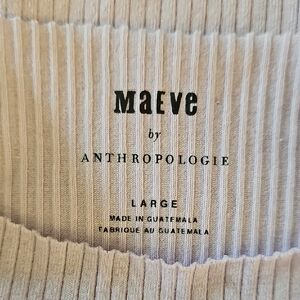 MaEve
by
ANTHROPOLOGIE
LARGE
MADE IN GUATEMALA
FABRIQUE AU GUATEMALA